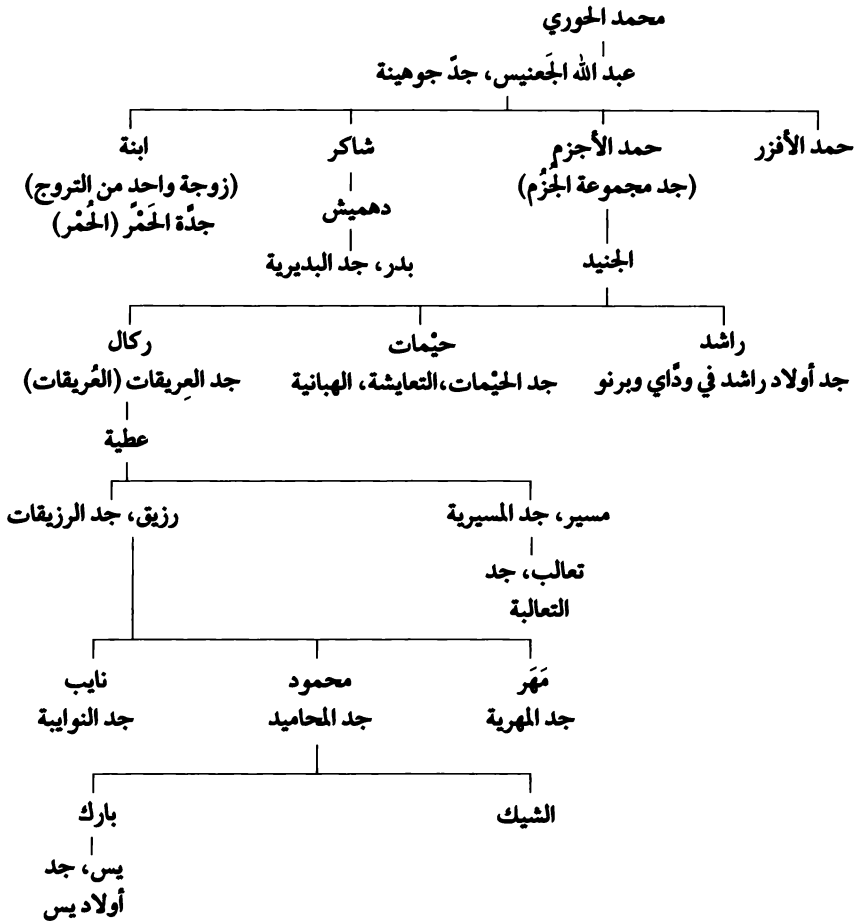 محمد الحوري
عبد الله الجَعنيس، جدّ جوهينة
حمد الأفزر
حمد الأجزم
شاكر
ابنة
(جد مجموعة الجُزُم)
(زوجة واحد من التروج)
دهميش
جدَّة الحَمْر (الحُمْر)
الجنيد
بدر، جد البديرية
راشد
حيْمات
ركال
جد أولاد راشد في ودَّاي وبرنو
جد الحيْمات،التعايشة، الهبانية
جد العِريقات (العُريقات)
عطية
مسير، جد المسيرية
رزيق، جد الرزيقات
تعالب، جد
التعالبة
مَهَر
محمود
نايب
جد المهرية
جد المحاميد
جد النوايبة
الشيك
بارك
يس، جد
أولاد يس